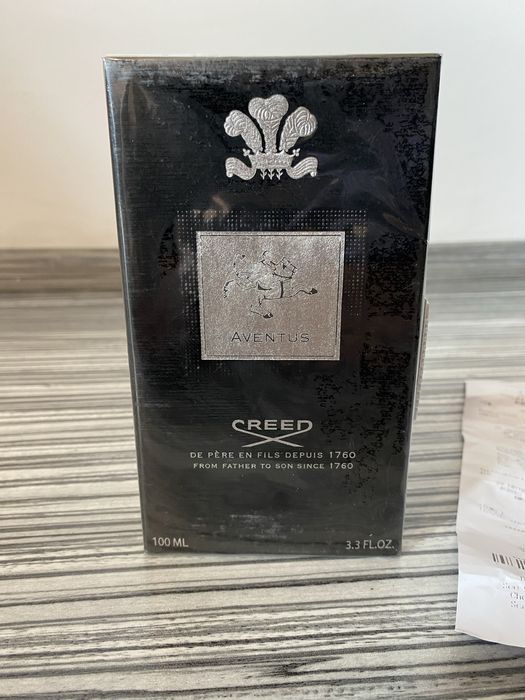 AVENTUS
CREED
DE PÈRE EN FILS DEPUIS 1760
FROM FATHER TO SON SINCE 1760
100 ML
3.3 FL.OZ.